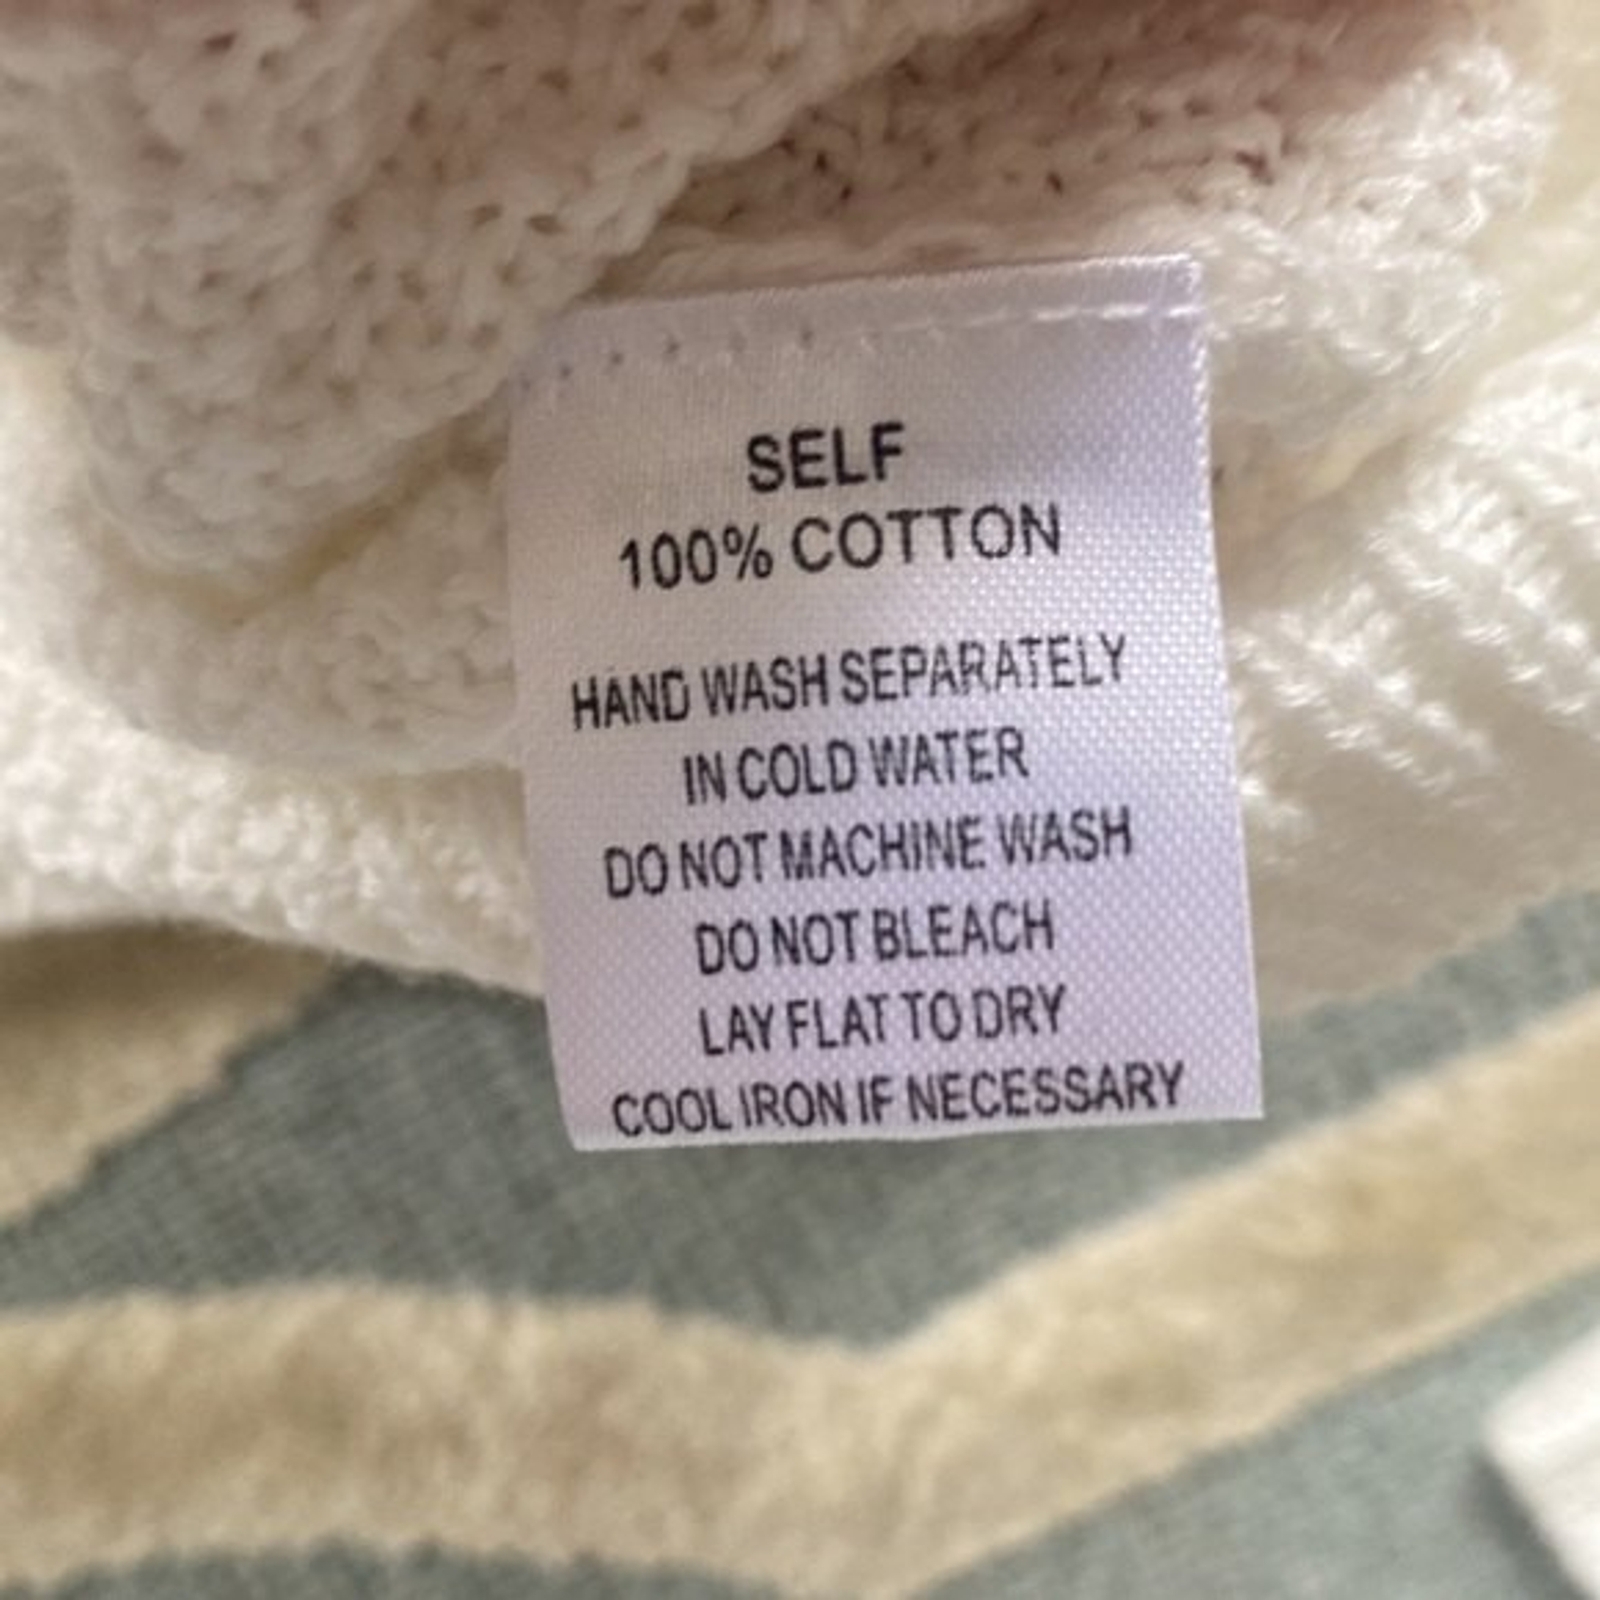 SELF
100% COTTON
HAND WASH SEPARATELY
IN COLD WATER
DO NOT MACHINE WASH
DO NOT BLEACH
LAY FLAT TO DRY
COOL IRON IF NECESSARY